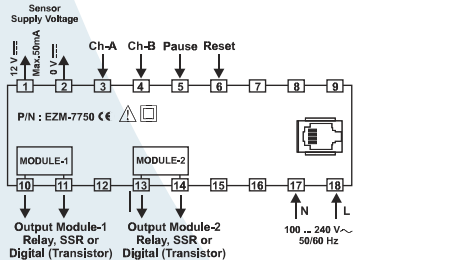 Sensor
Supply Voltage
12 V
Max.50mA
0 V
Ch-A
Ch-B
Pause
Reset
1 2 3 4 5 6 7 8 9
P/N : EZM-7750 CE
MODULE-1
MODULE-2
10 11 12 13 14 15 16 17 18
N
L
Output Module-1
Relay, SSR or
Digital (Transistor)
Output Module-2
Relay, SSR or
Digital (Transistor)
100 .. 240 V~
50/60 Hz